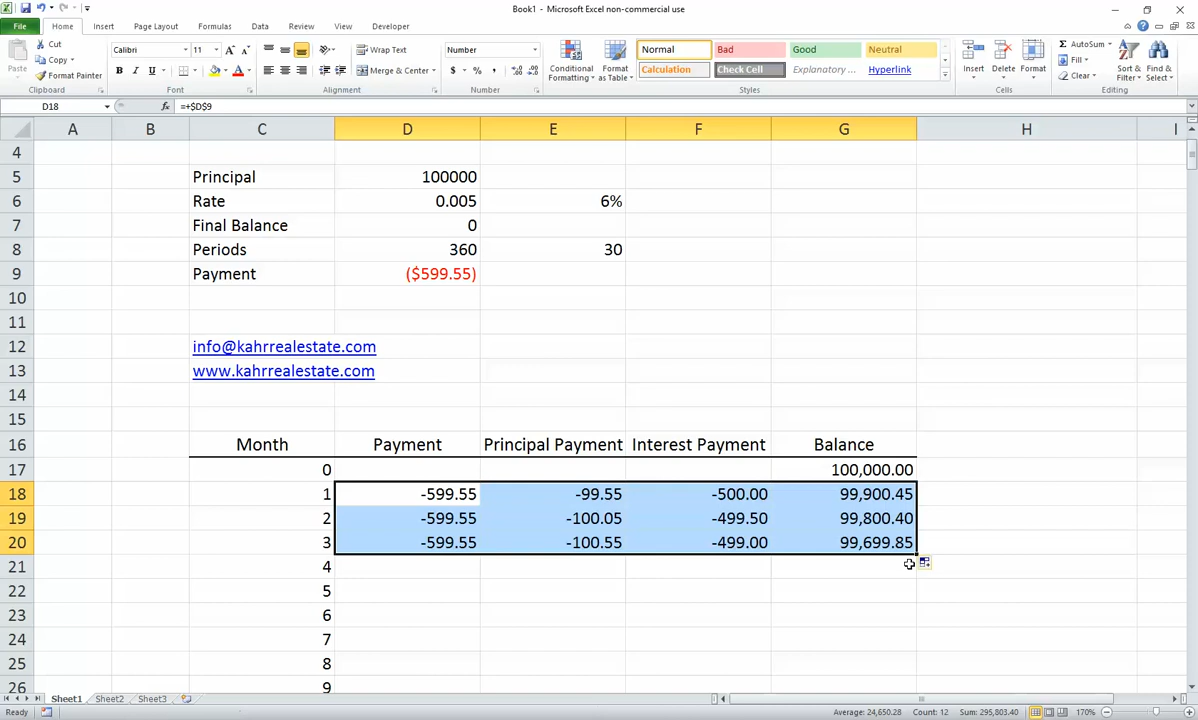 Book1 - Microsoft Excel non-commercial use
File Home Insert Page Layout Formulas Data Review View Developer
Paste Cut Copy Format Painter
Clipboard
Calibri 11
B I U A
Font
Wrap Text
Merge & Center
Alignment
Number
$ % ,
Number
Conditional Formatting Format as Table
Normal Bad Good Neutral
Calculation Check Cell Explanatory ... Hyperlink
Styles
Insert Delete Format
Cells
Σ AutoSum Fill Clear
Sort & Filter Find & Select
Editing
D18 fx =+$D$9
A B C D E F G H I
4
5 Principal 100000
6 Rate 0.005 6%
7 Final Balance 0
8 Periods 360 30
9 Payment ($599.55)
10
11
12 info@kahrrealestate.com
13 www.kahrrealestate.com
14
15
16 Month Payment Principal Payment Interest Payment Balance
17 0 100,000.00
18 1 -599.55 -99.55 -500.00 99,900.45
19 2 -599.55 -100.05 -499.50 99,800.40
20 3 -599.55 -100.55 -499.00 99,699.85
21 4
22 5
23 6
24 7
25 8
26 9
Sheet1 Sheet2 Sheet3
Ready Average: 24,650.28 Count: 12 Sum: 295,803.40 170%